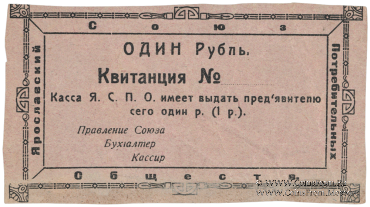 Союз
ОДИН Рубль.
Квитанция №
Касса Я. С. П. О. имеет выдать пред'явителю
сего один р. (1 р.).
Правление Союза
Бухгалтер
Кассир
Ярославский
Потребительных
Обществ.